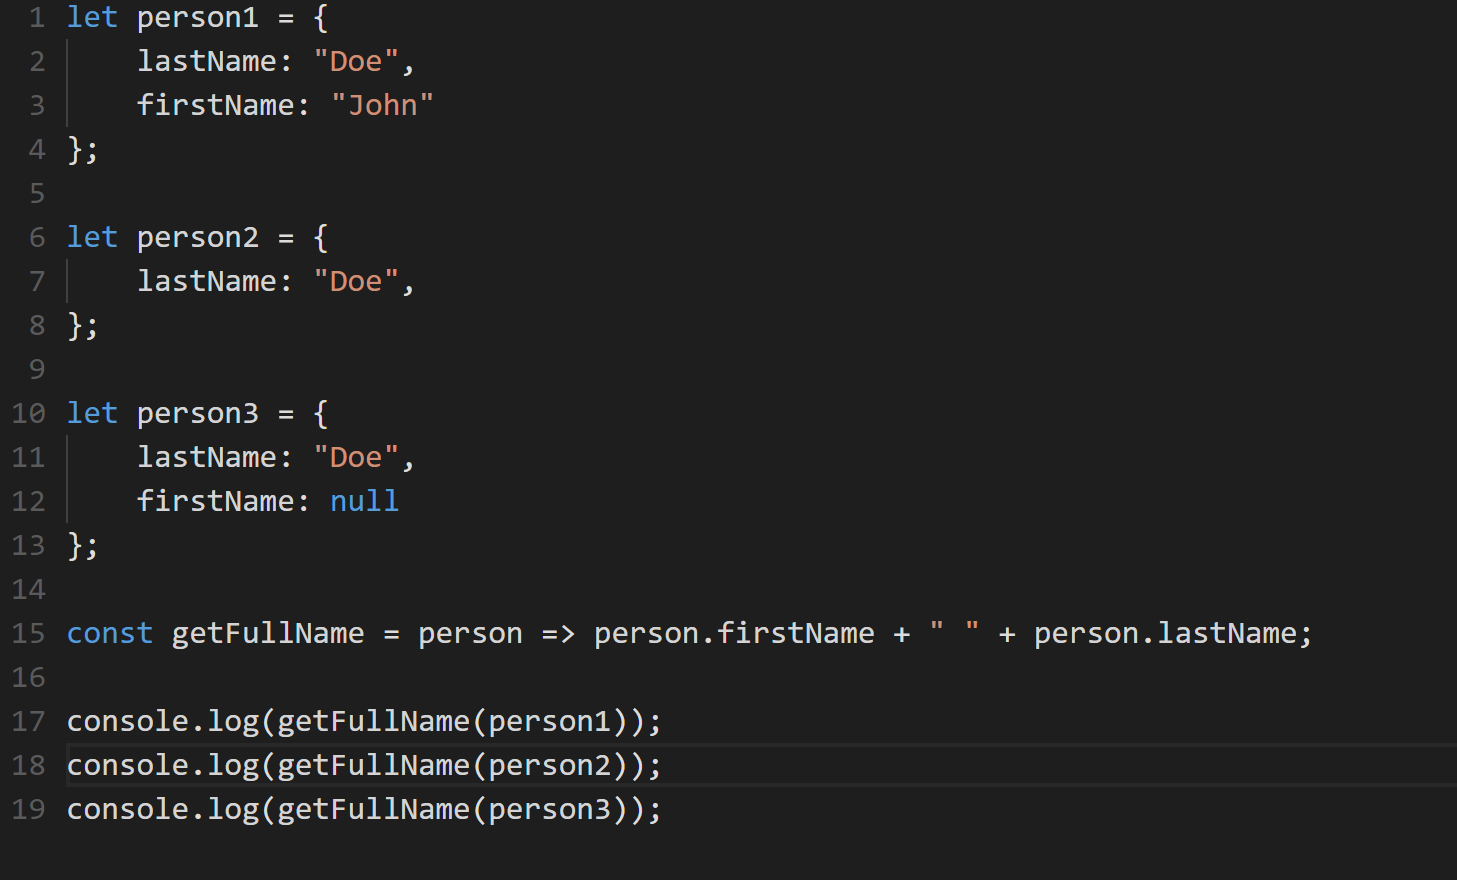 1 let person1 = {
2     lastName: "Doe",
3     firstName: "John"
4 };
5
6 let person2 = {
7     lastName: "Doe",
8 };
9
10 let person3 = {
11     lastName: "Doe",
12     firstName: null
13 };
14
15 const getFullName = person => person.firstName + " " + person.lastName;
16
17 console.log(getFullName(person1));
18 console.log(getFullName(person2));
19 console.log(getFullName(person3));